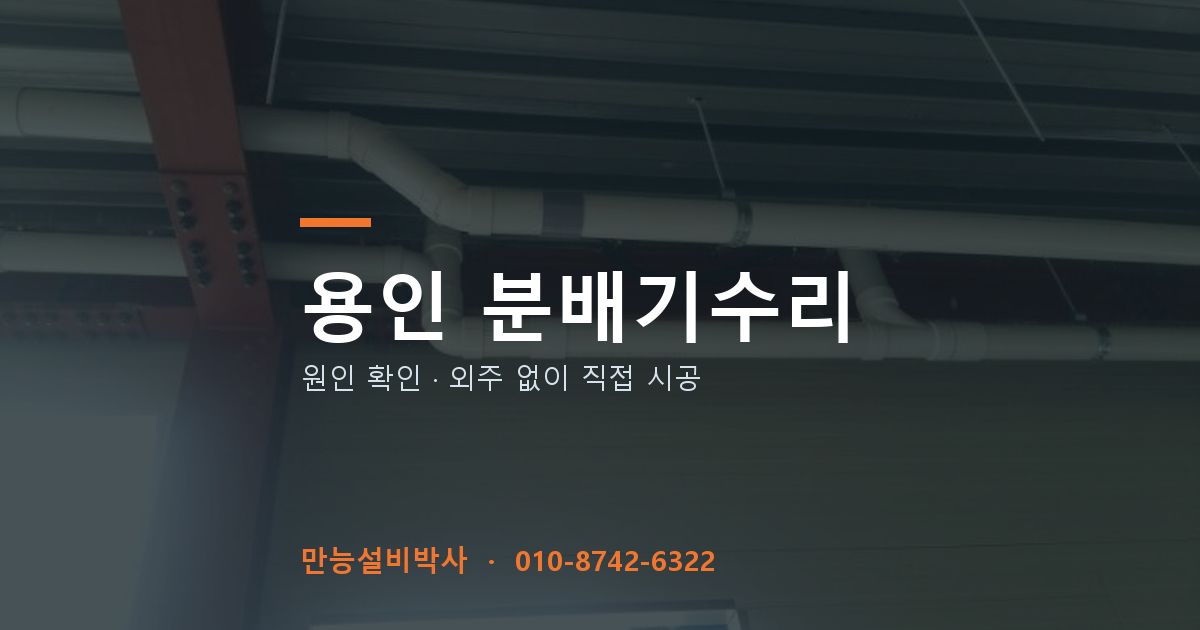 용인 분배기수리
원인 확인 · 외주 없이 직접 시공
만능설비박사 · 010-8742-6322